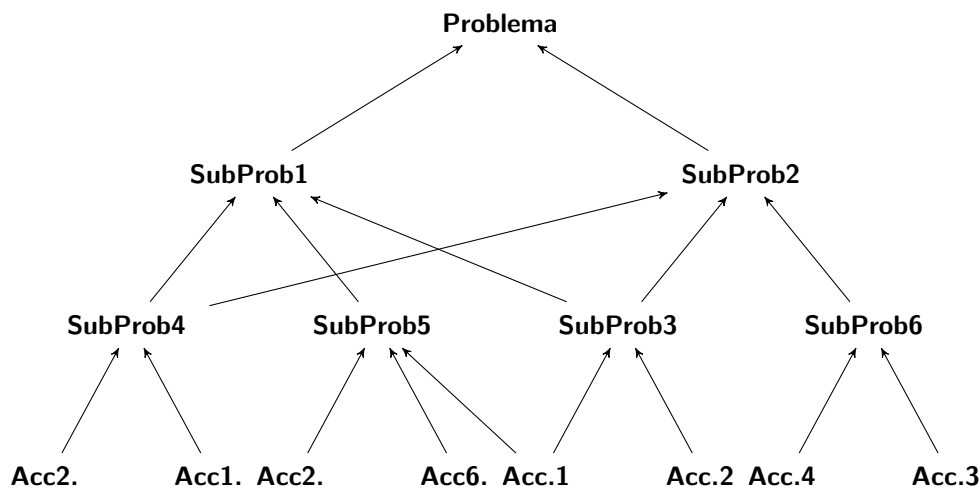 Problema
SubProb1 SubProb2
SubProb4 SubProb5 SubProb3 SubProb6
Acc2. Acc1. Acc2. Acc6. Acc.1 Acc.2 Acc.4 Acc.3